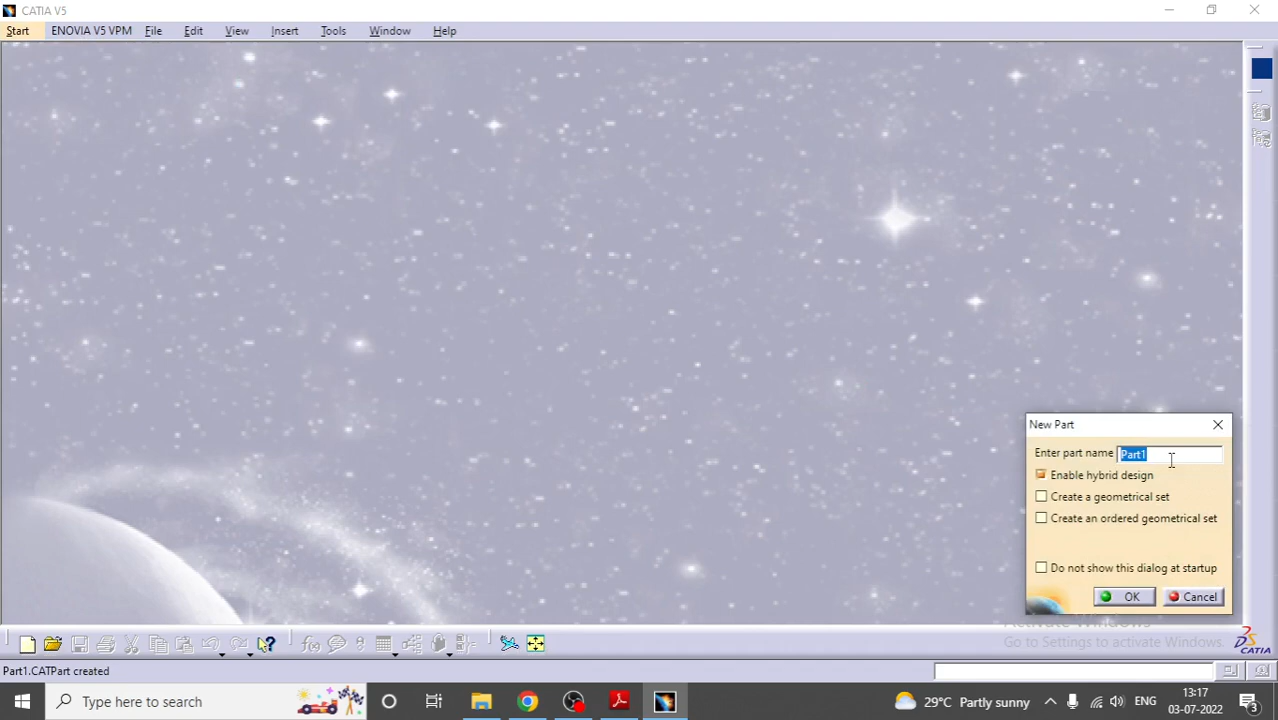 CATIA V5
Start ENOVIA V5 VPM File Edit View Insert Tools Window Help
New Part
Enter part name Part1
Enable hybrid design
Create a geometrical set
Create an ordered geometrical set
Do not show this dialog at startup
OK Cancel
Activate Windows
Go to Settings to activate Windows.
CATIA
Part1.CATPart created
Type here to search
29°C Partly sunny
ENG
13:17
03-07-2022
3